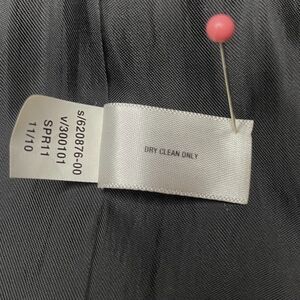 s/620876-00
v/300101
SPR11
11/10
DRY CLEAN ONLY